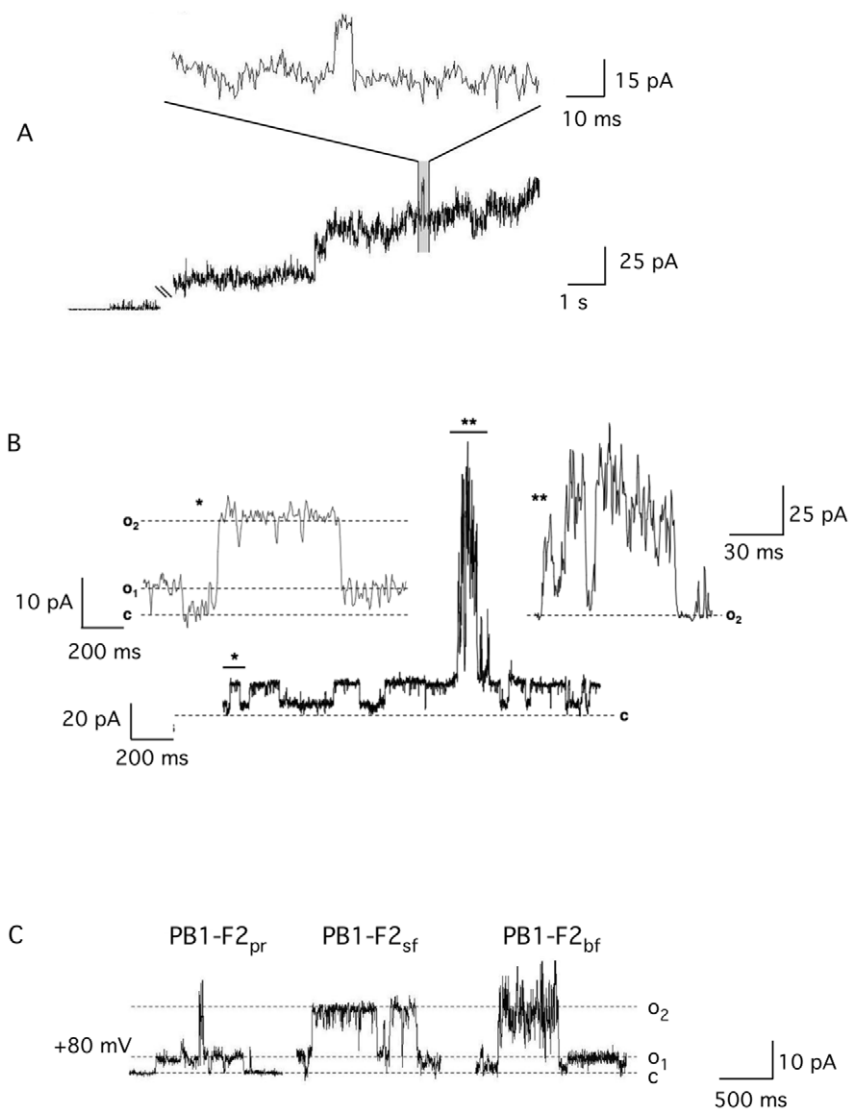 15 pA
10 ms
A
25 pA
1 s
B
**
*
**
o₂
25 pA
30 ms
o₁
10 pA
c
o₂
200 ms
*
20 pA
c
200 ms
C
PB1-F2pr PB1-F2sf PB1-F2bf
o₂
+80 mV
o₁
c
10 pA
500 ms